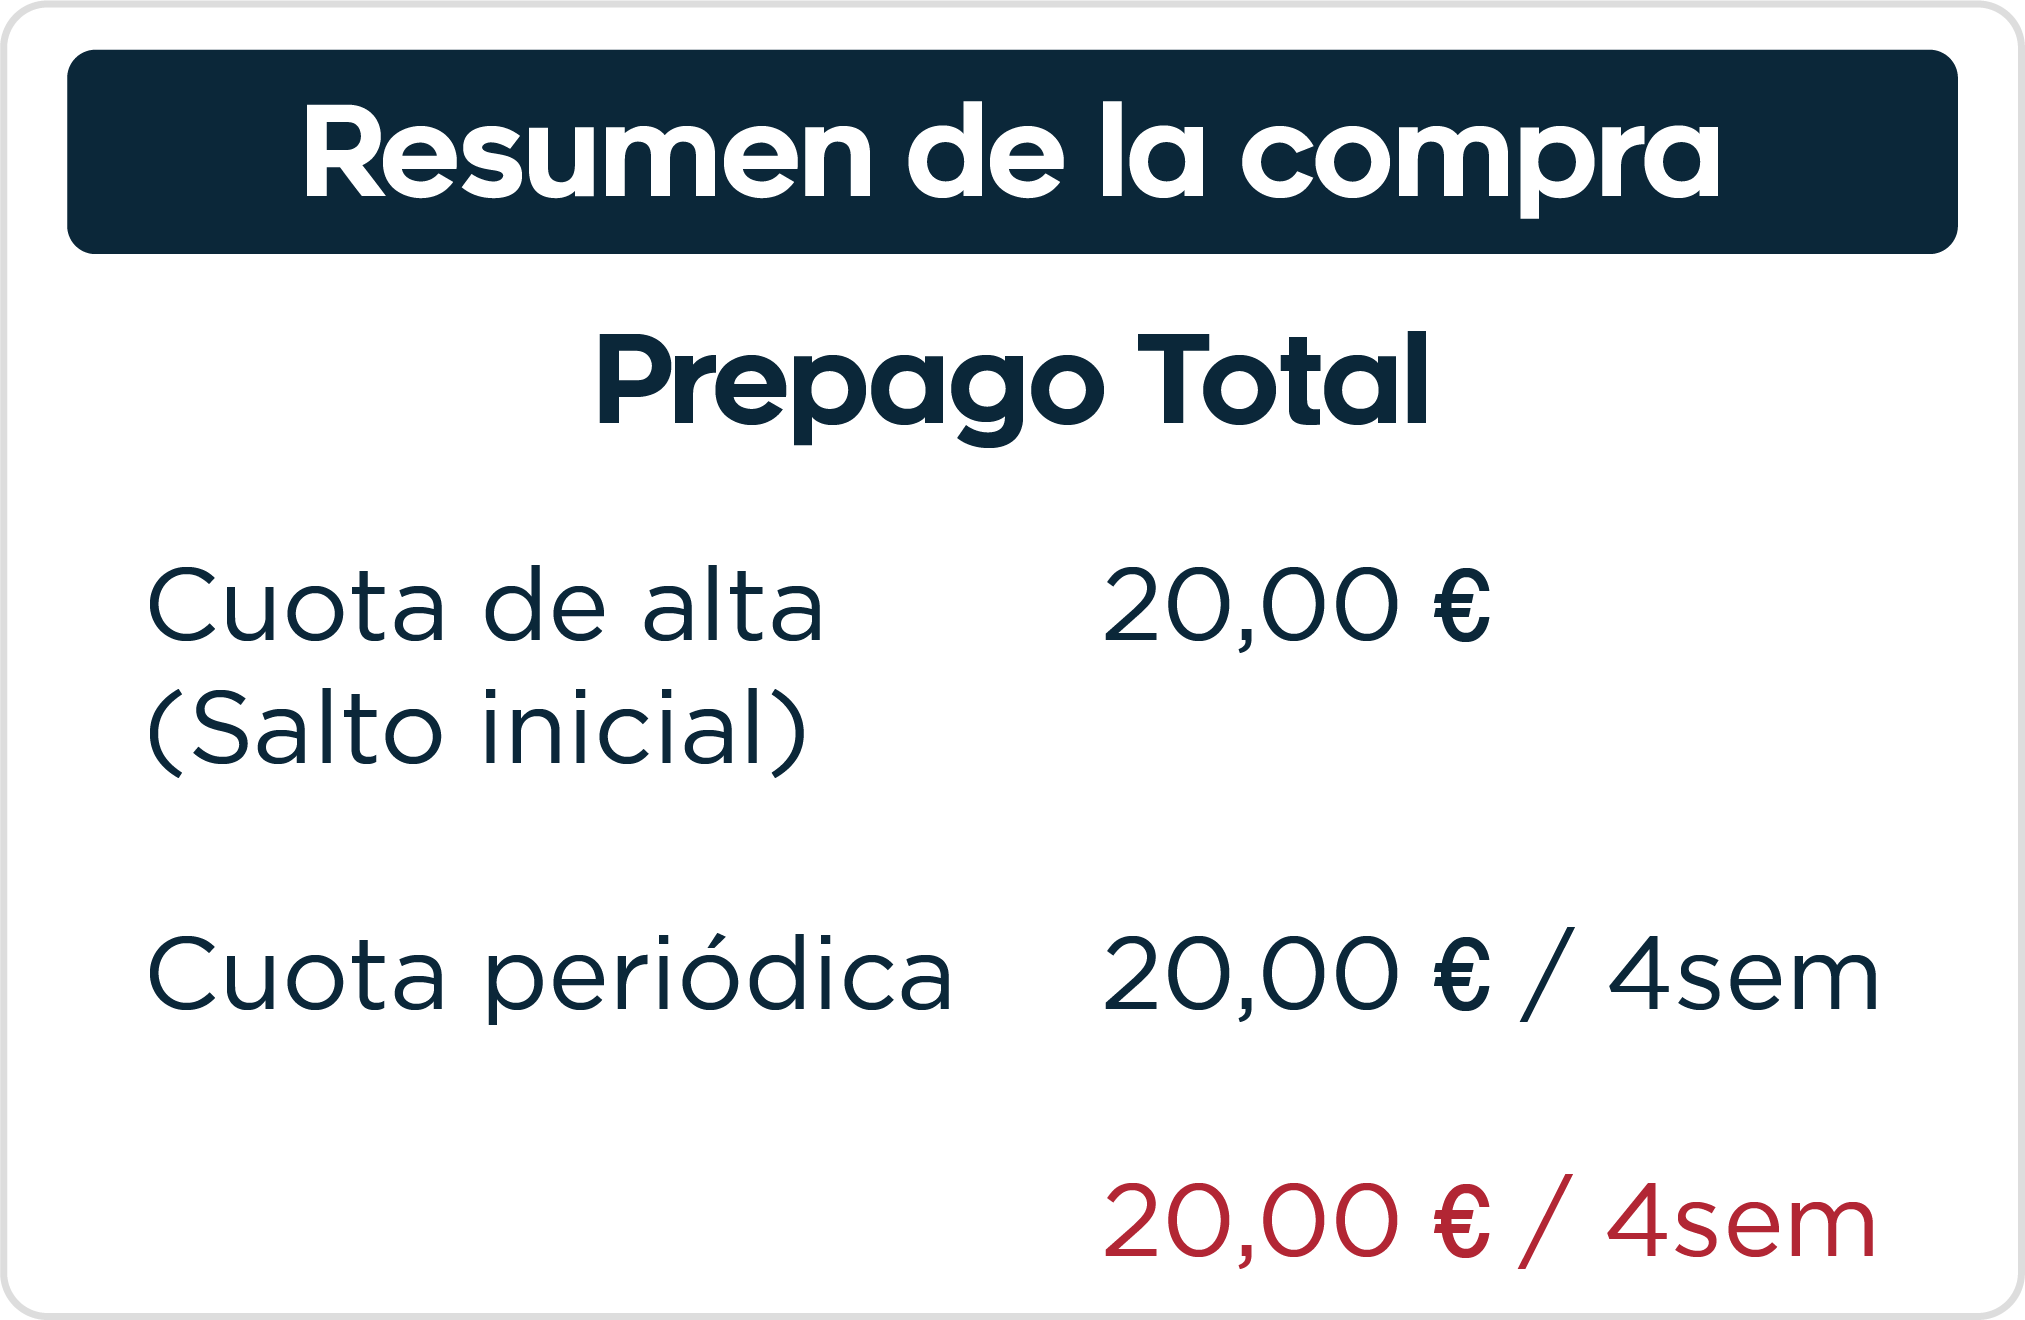 Resumen de la compra
Prepago Total
Cuota de alta 20,00 €
(Salto inicial)
Cuota periódica 20,00 € / 4sem
20,00 € / 4sem